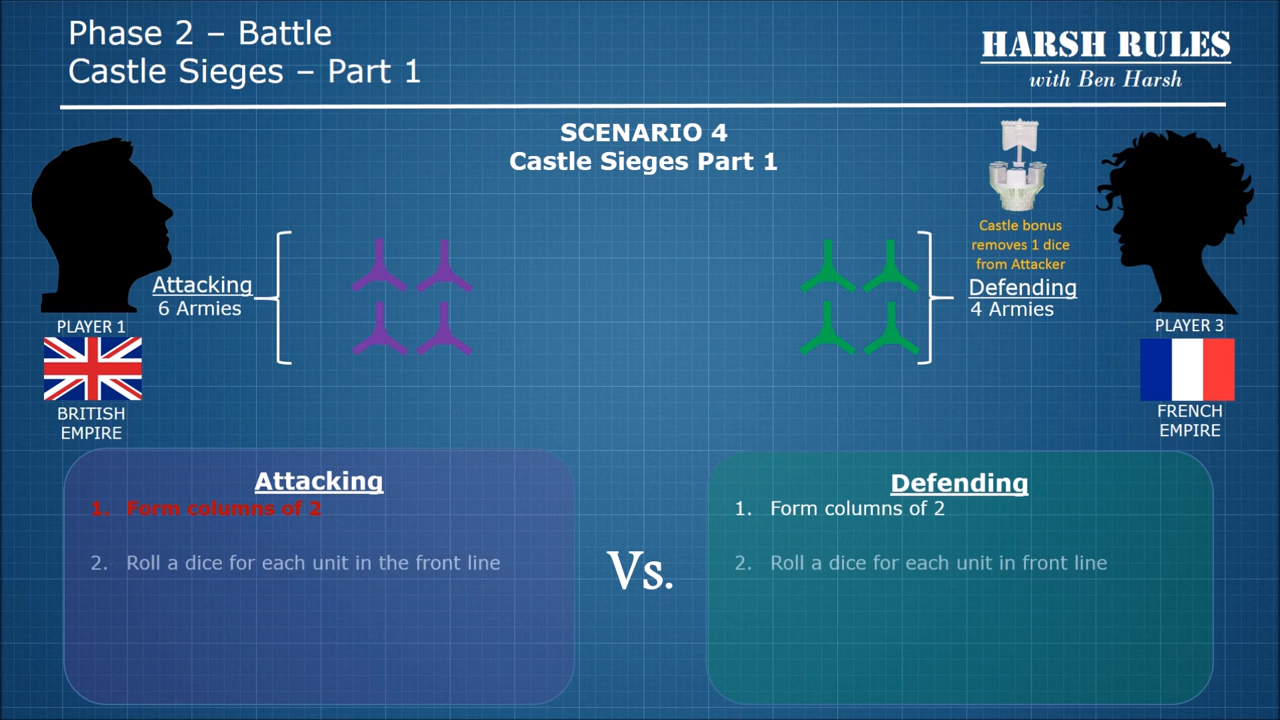 Phase 2 – Battle
Castle Sieges – Part 1
HARSH RULES
with Ben Harsh
SCENARIO 4
Castle Sieges Part 1
Castle bonus
removes 1 dice
from Attacker
Attacking
6 Armies
Defending
4 Armies
PLAYER 1
BRITISH
EMPIRE
PLAYER 3
FRENCH
EMPIRE
Attacking
1. Form columns of 2
2. Roll a dice for each unit in the front line
Vs.
Defending
1. Form columns of 2
2. Roll a dice for each unit in front line